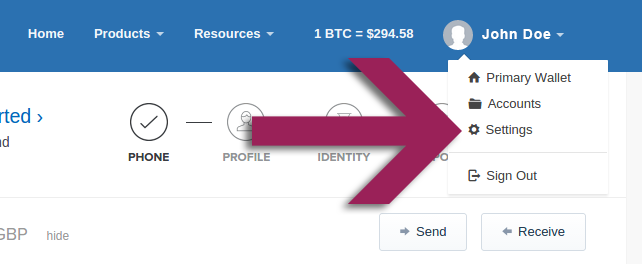 Home Products Resources 1 BTC = $294.58 John Doe
Primary Wallet
Accounts
Settings
Sign Out
rted ›
nd
PHONE PROFILE IDENTITY
GBP hide
Send Receive